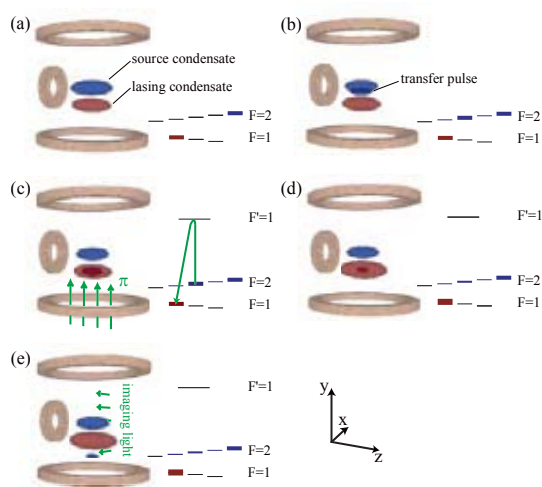 (a)
source condensate
lasing condensate
F=2
F=1
(b)
transfer pulse
F=2
F=1
(c)
F'=1
π
F=2
F=1
(d)
F'=1
F=2
F=1
(e)
imaging light
F'=1
F=2
F=1
y
x
z